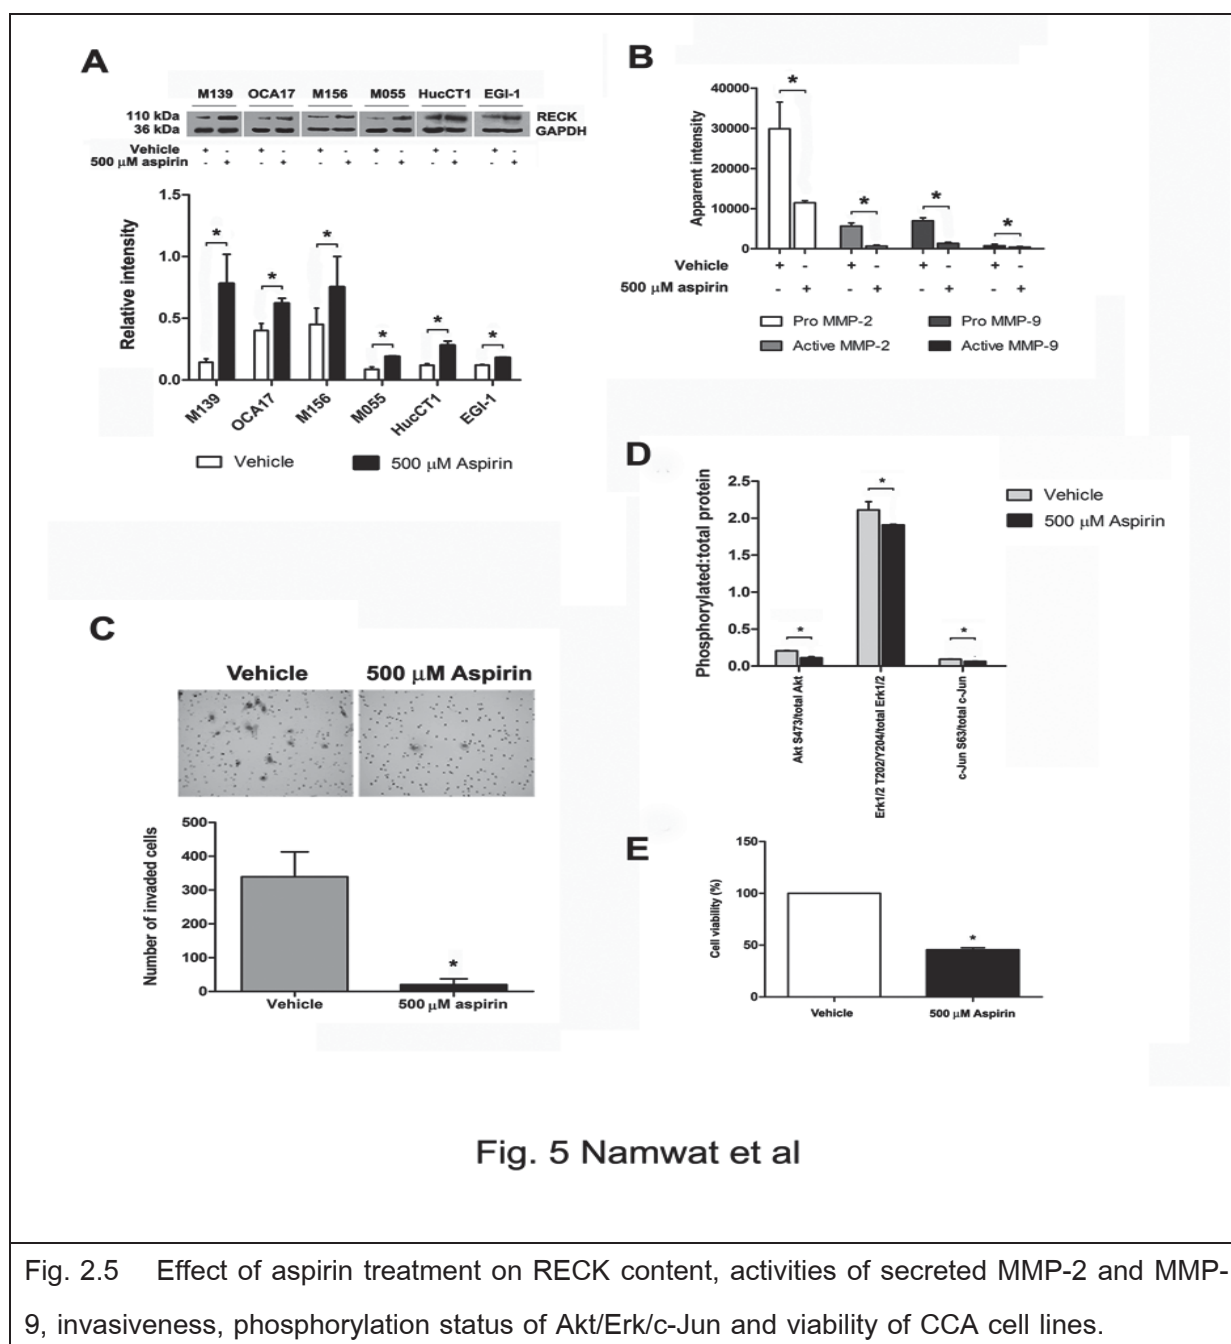 A
M139 OCA17 M156 M055 HucCT1 EGI-1
110 kDa RECK
36 kDa GAPDH
Vehicle + - + - + - + - + - + -
500 μM aspirin - + - + - + - + - + - +
Relative intensity
1.5
1.0
0.5
0.0
* * * * * *
M139 OCA17 M156 M055 HucCT1 EGI-1
Vehicle 500 μM Aspirin
B
Apparent intensity
40000
30000
20000
10000
0
* * * *
Vehicle + - + - + - + -
500 μM aspirin - + - + - + - +
Pro MMP-2 Pro MMP-9
Active MMP-2 Active MMP-9
C
Vehicle 500 μM Aspirin
Number of invaded cells
500
400
300
200
100
0
*
Vehicle 500 μM aspirin
D
Phosphorylated:total protein
2.5
2.0
1.5
1.0
0.5
0.0
* * *
Akt S473/total Akt
Erk1/2 T202/Y204/total Erk1/2
c-Jun S63/total c-Jun
Vehicle
500 μM Aspirin
E
Cell viability (%)
150
100
50
0
*
Vehicle 500 μM Aspirin
Fig. 5 Namwat et al
Fig. 2.5 Effect of aspirin treatment on RECK content, activities of secreted MMP-2 and MMP-
9, invasiveness, phosphorylation status of Akt/Erk/c-Jun and viability of CCA cell lines.